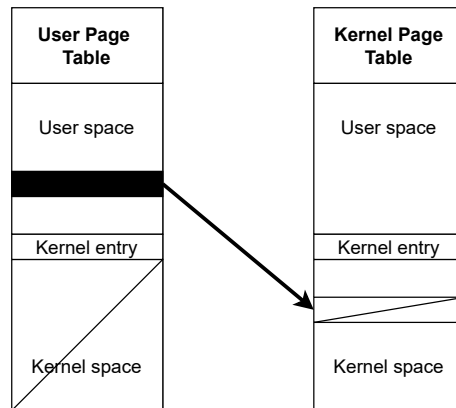 User Page
Table
User space
Kernel entry
Kernel space
Kernel Page
Table
User space
Kernel entry
Kernel space